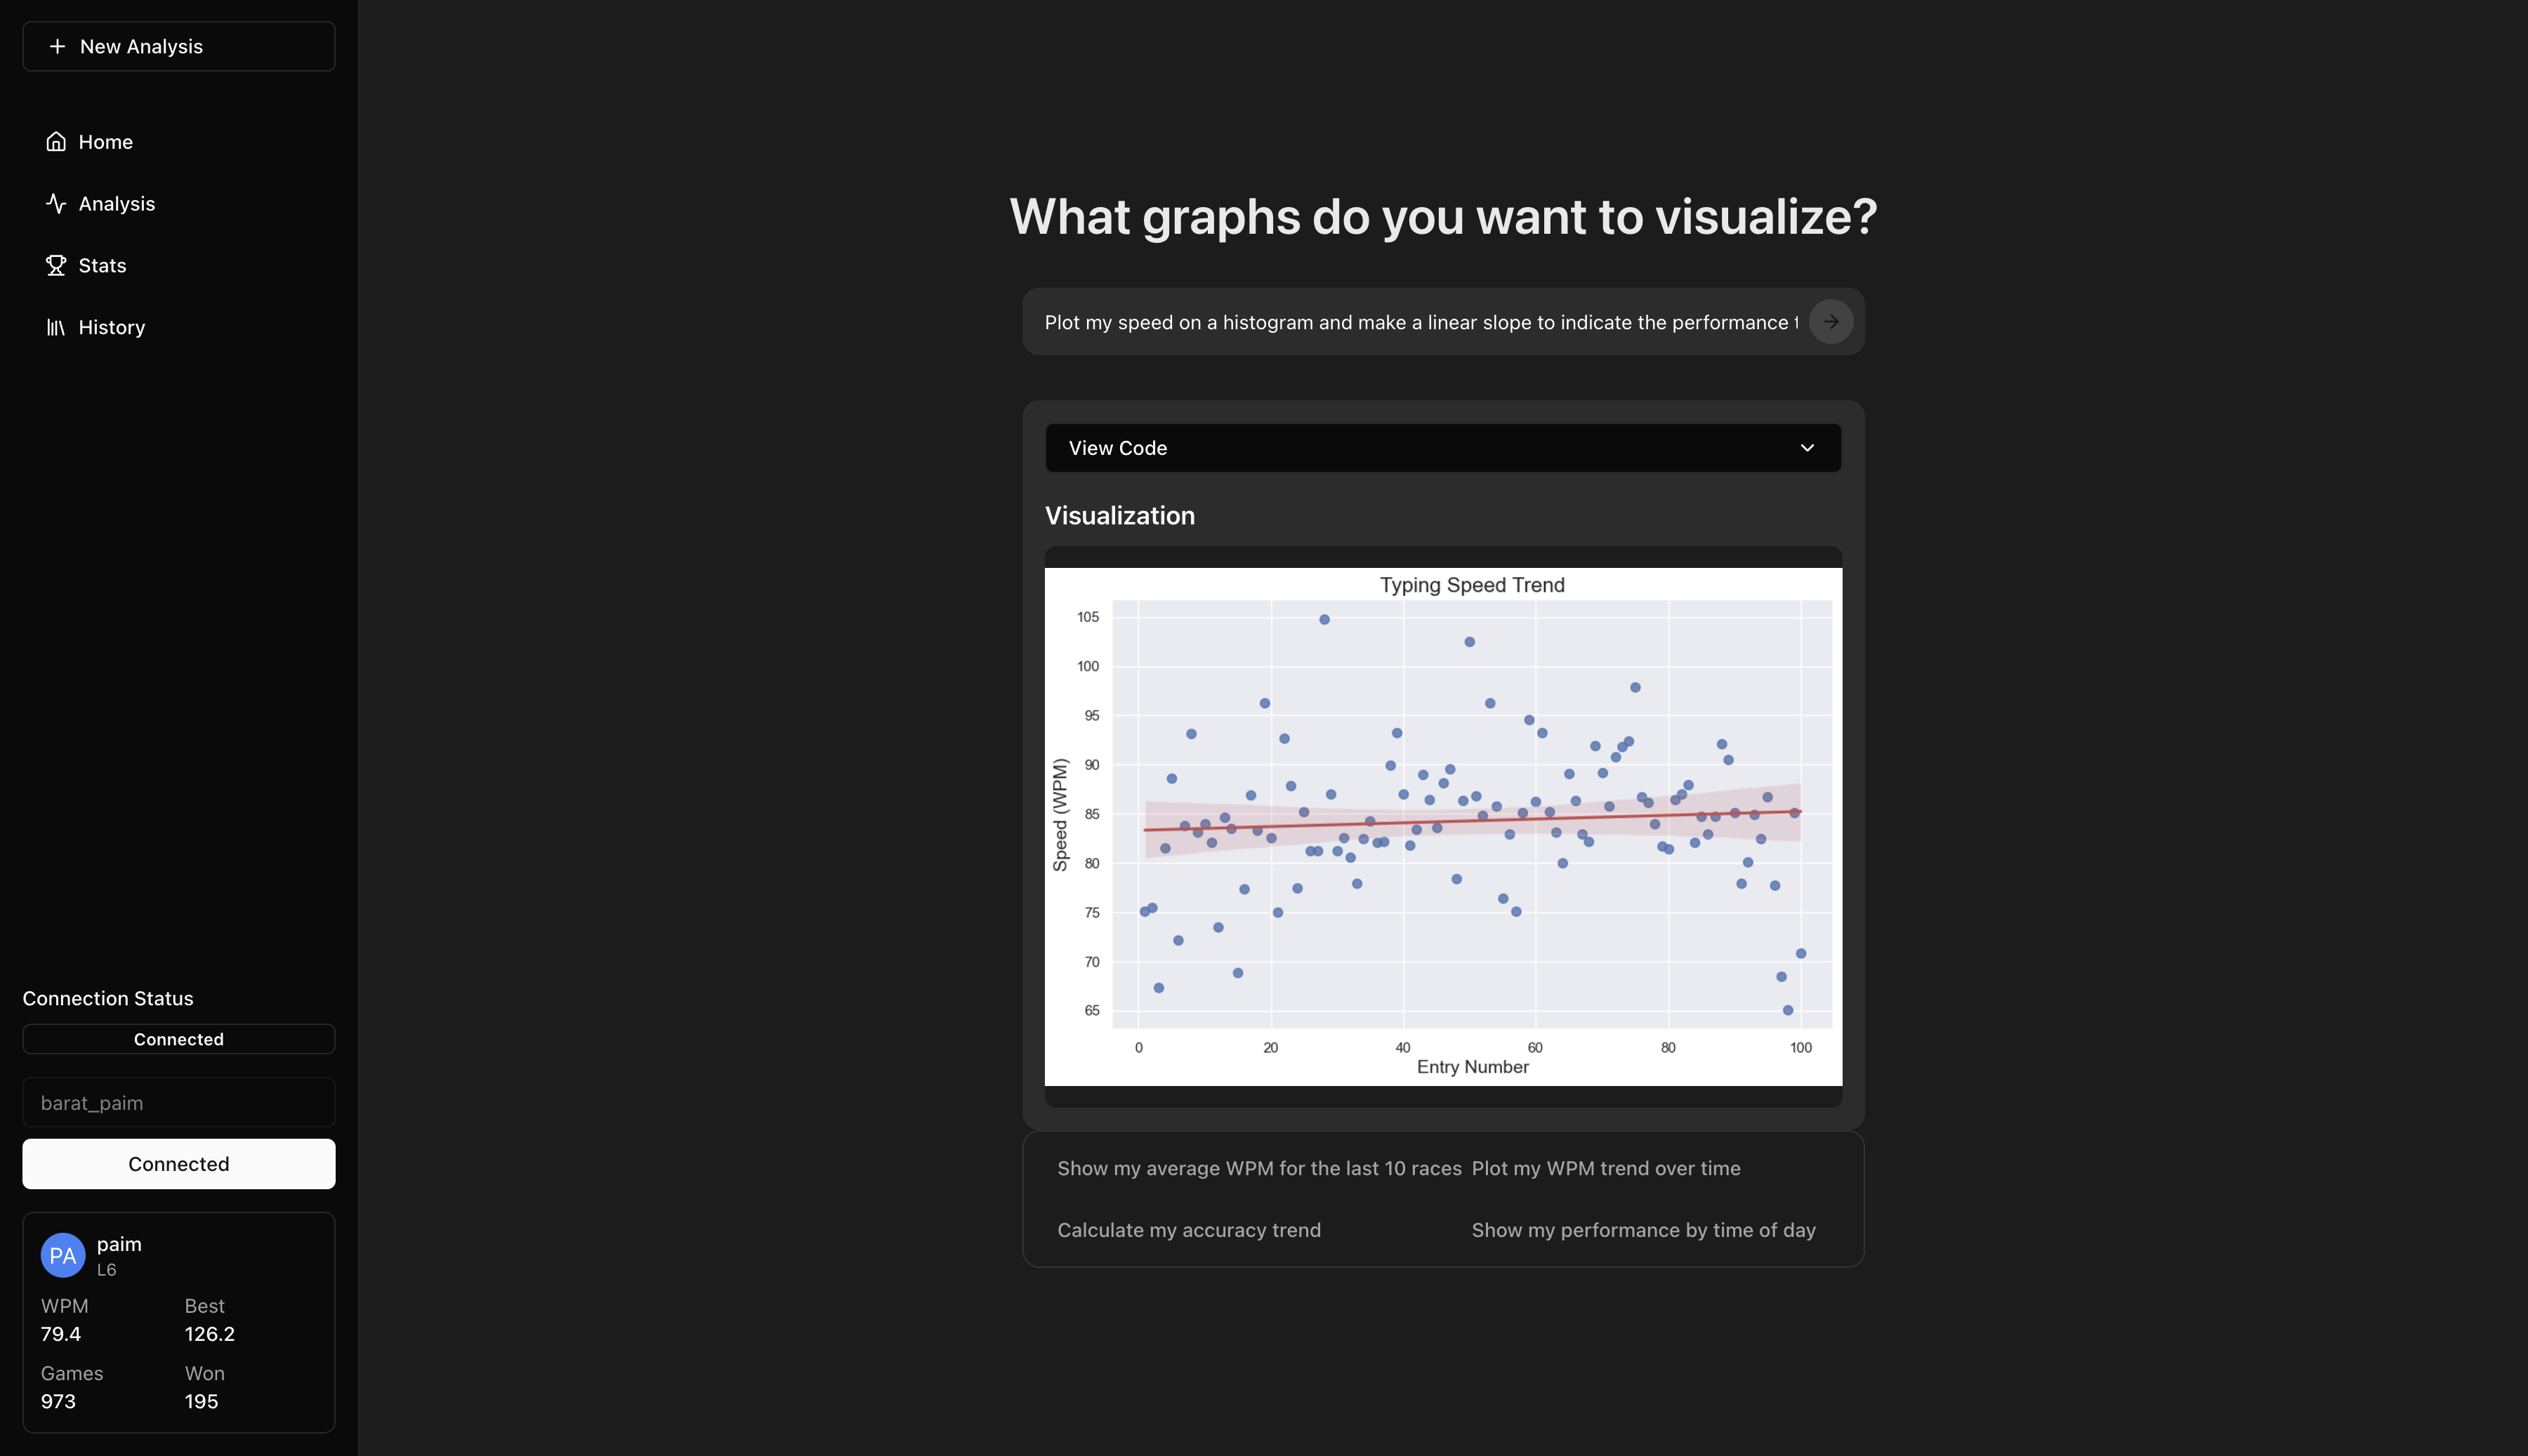 New Analysis
Home
Analysis
Stats
History
Connection Status
Connected
barat_paim
Connected
PA
paim
L6
WPM
Best
79.4
126.2
Games
Won
973
195
What graphs do you want to visualize?
Plot my speed on a histogram and make a linear slope to indicate the performance t
View Code
Visualization
Typing Speed Trend
105
100
95
90
85
80
75
70
65
Speed (WPM)
0
20
40
60
80
100
Entry Number
Show my average WPM for the last 10 races
Plot my WPM trend over time
Calculate my accuracy trend
Show my performance by time of day